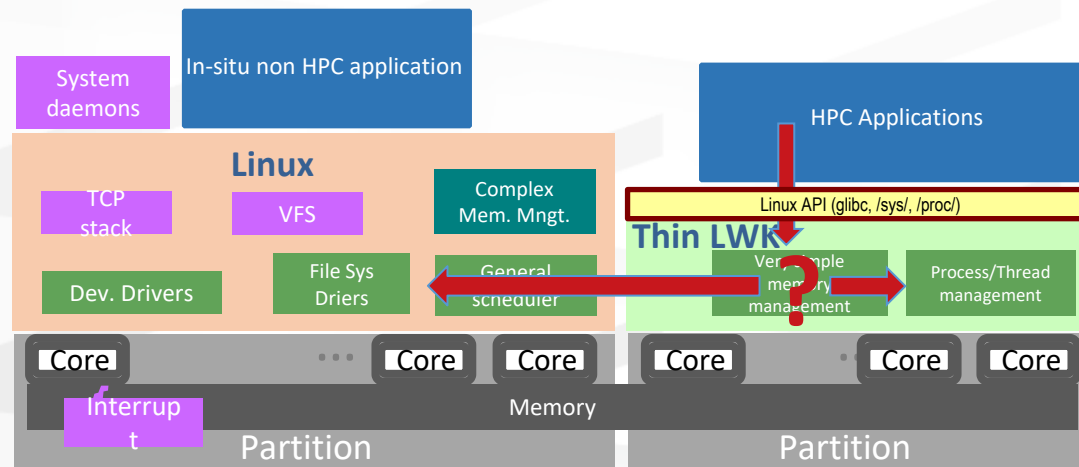 System
daemons
In-situ non HPC application
HPC Applications
Linux
TCP
stack
VFS
Complex
Mem. Mngt.
Linux API (glibc, /sys/, /proc/)
Thin LWK
Dev. Drivers
File Sys
Driers
General
scheduler
Very simple
memory
management
?
Process/Thread
management
Core
...
Core
Core
Core
...
Core
Core
Interrup
t
Memory
Partition
Partition